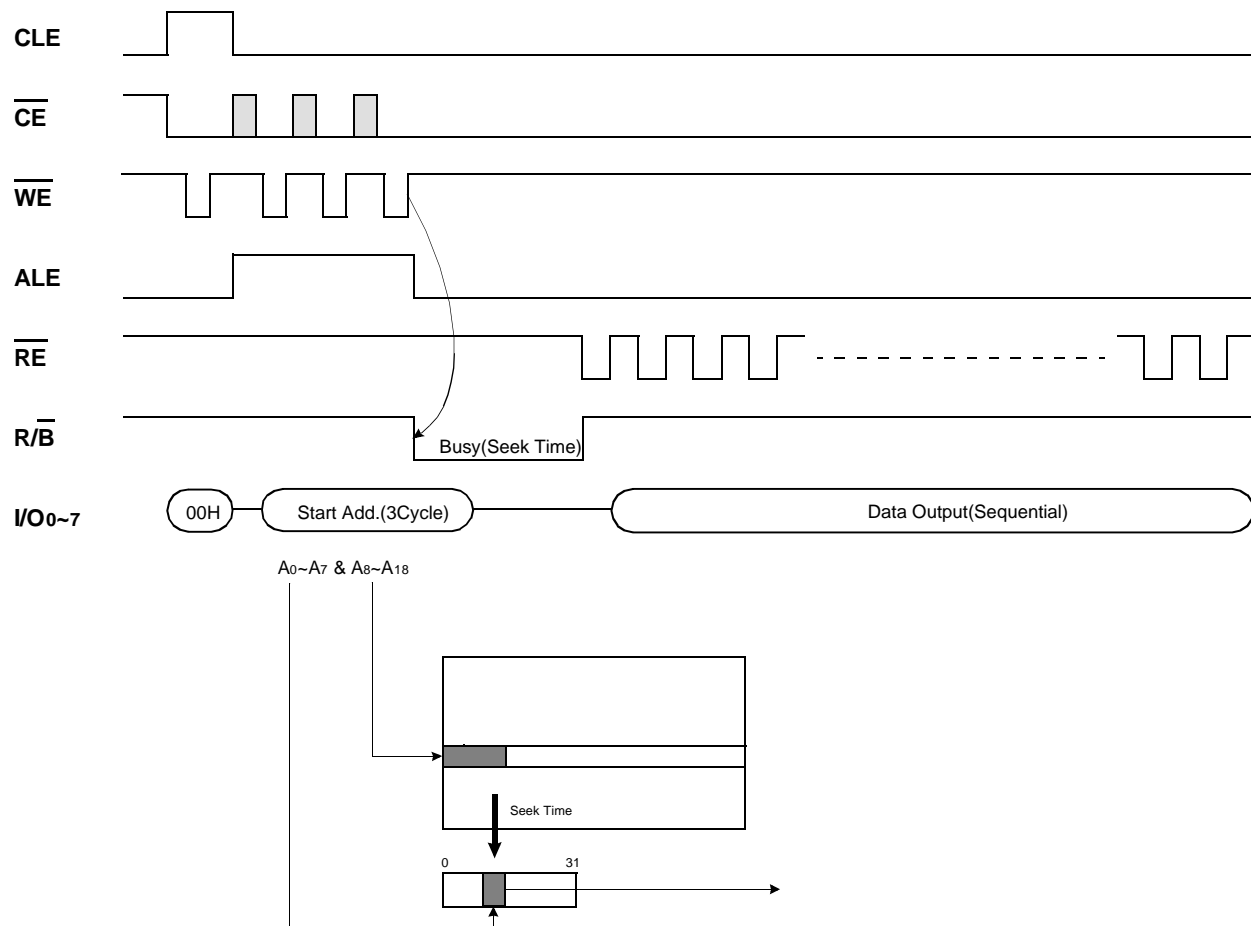 CLE
CE
WE
ALE
RE
R/B
Busy(Seek Time)
I/O0~7
00H
Start Add.(3Cycle)
Data Output(Sequential)
A0~A7 & A8~A18
Seek Time
0
31